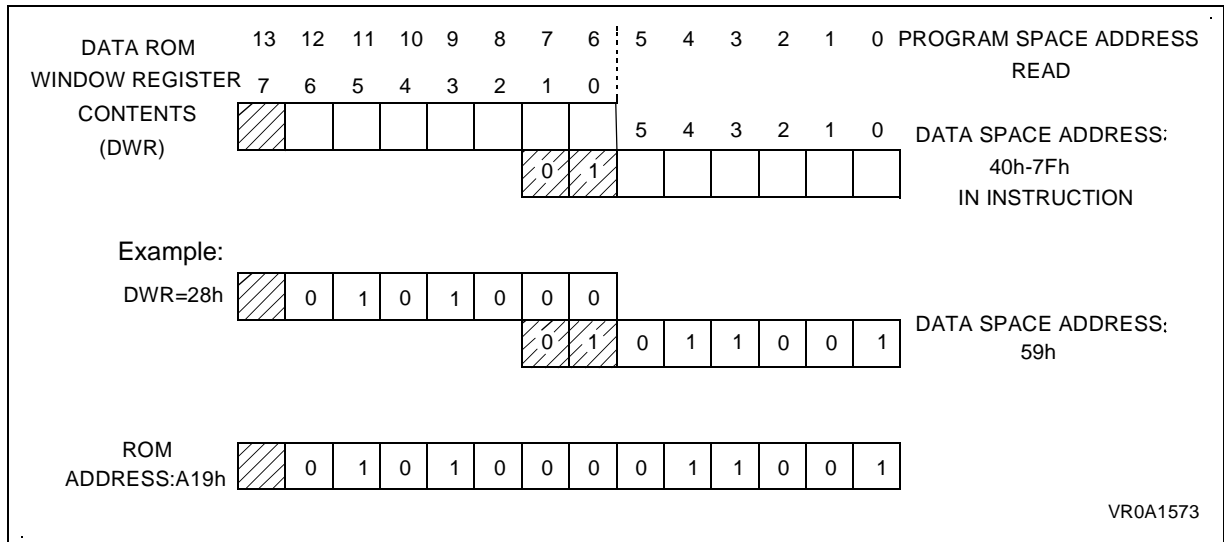 DATA ROM 13 12 11 10 9 8 7 6 5 4 3 2 1 0 PROGRAM SPACE ADDRESS
WINDOW REGISTER 7 6 5 4 3 2 1 0 READ
CONTENTS
(DWR)
5 4 3 2 1 0 DATA SPACE ADDRESS:
0 1 40h-7Fh
IN INSTRUCTION
Example:
DWR=28h 0 1 0 1 0 0 0
0 1 0 1 1 0 0 1 DATA SPACE ADDRESS:
59h
ROM
ADDRESS:A19h 0 1 0 1 0 0 0 0 1 1 0 0 1
VR0A1573